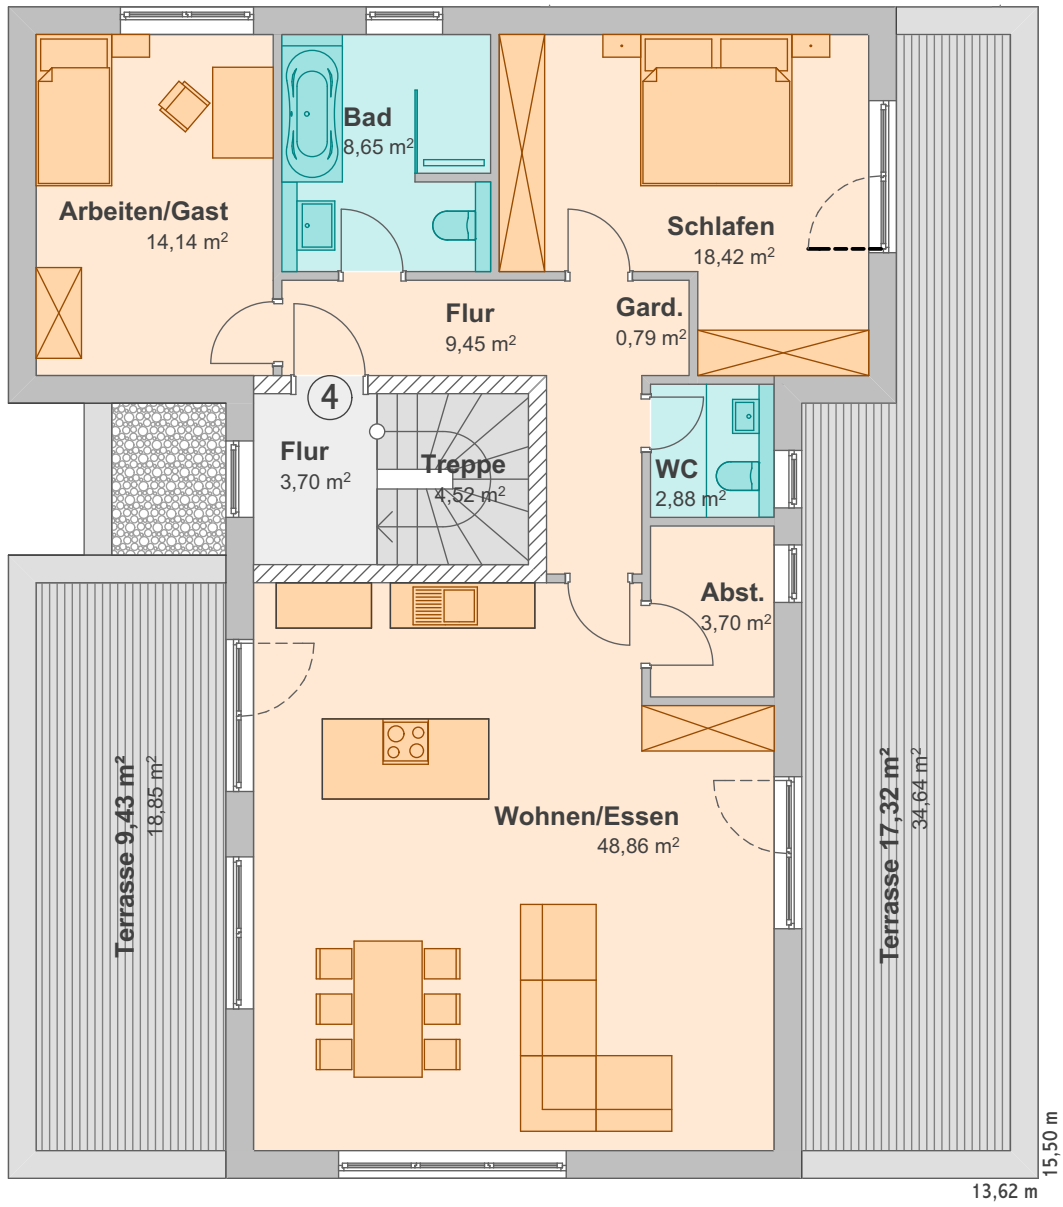 Bad
8,65 m²
Arbeiten/Gast
14,14 m²
Schlafen
18,42 m²
Flur
9,45 m²
Gard.
0,79 m²
4
Flur
3,70 m²
Treppe
4,52 m²
WC
2,88 m²
Abst.
3,70 m²
Terrasse 9,43 m²
18,85 m²
Wohnen/Essen
48,86 m²
Terrasse 17,32 m²
34,64 m²
15,50 m
13,62 m